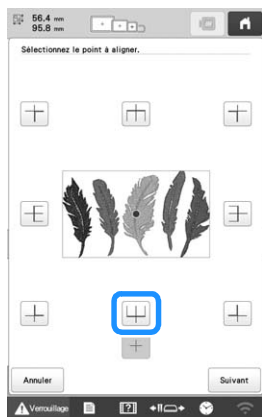 56.4 mm
95.8 mm
Sélectionnez le point à aligner.
Annuler
Suivant
Verrouillage